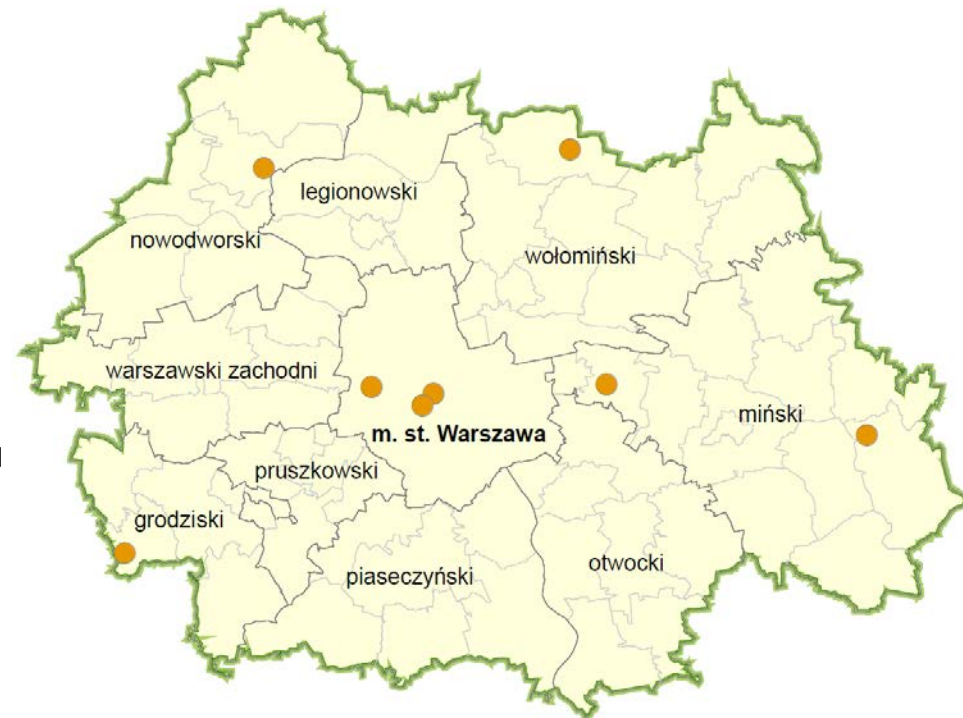 legionowski
nowodworski
wołomiński
warszawski zachodni
miński
m. st. Warszawa
pruszkowski
grodziski
otwocki
piaseczyński